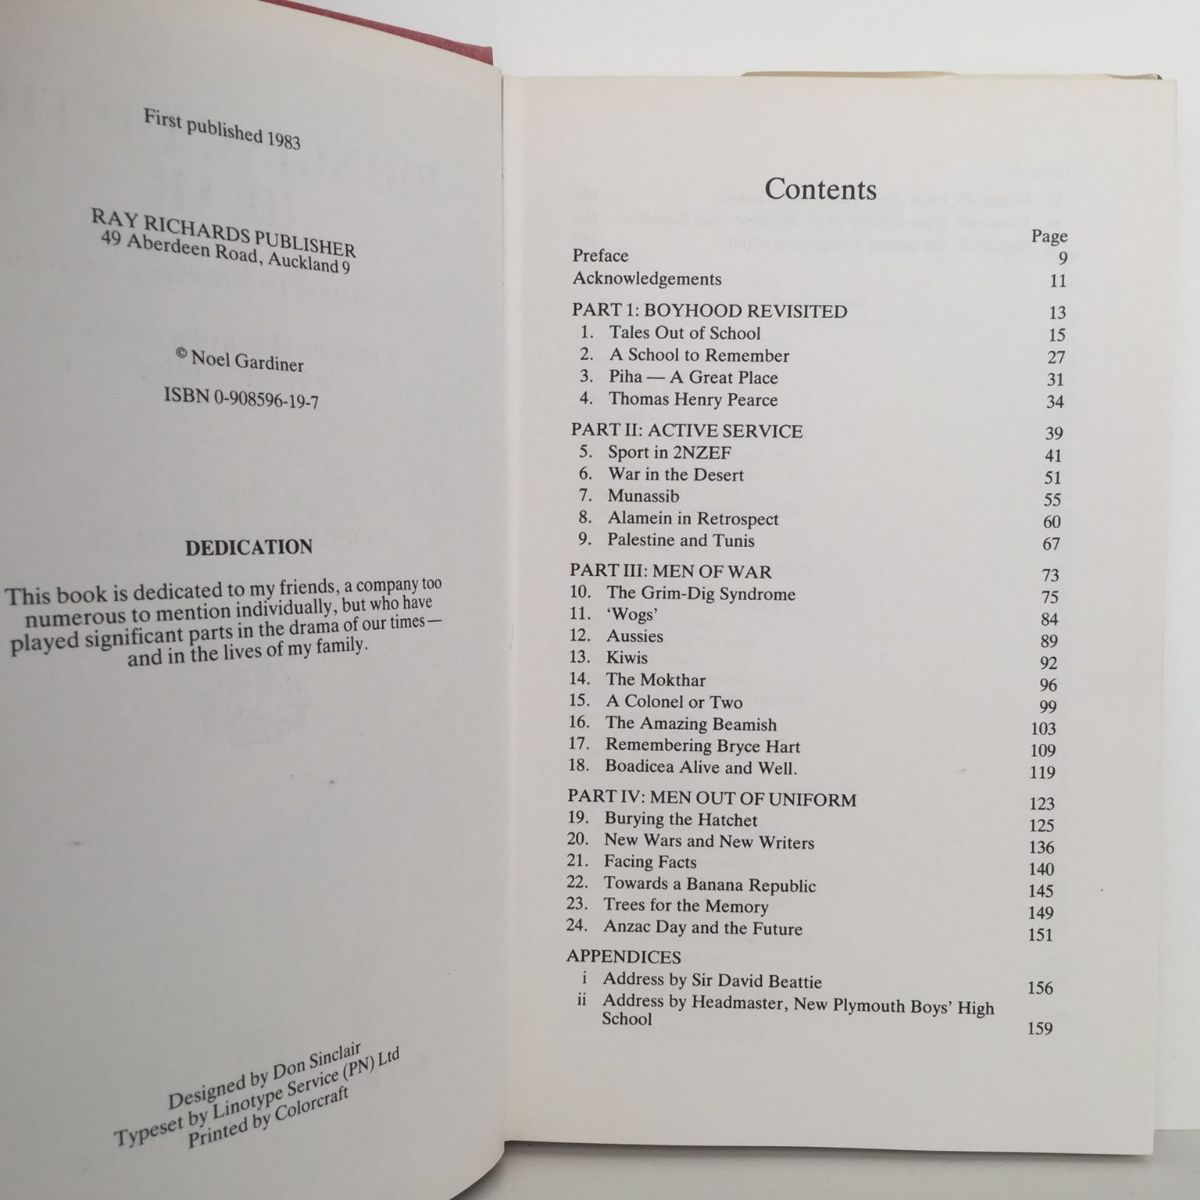 First published 1983
RAY RICHARDS PUBLISHER
49 Aberdeen Road, Auckland 9
© Noel Gardiner
ISBN 0-908596-19-7
DEDICATION
This book is dedicated to my friends, a company too
numerous to mention individually, but who have
played significant parts in the drama of our times—
and in the lives of my family.
Designed by Don Sinclair
Typeset by Linotype Service (PN) Ltd
Printed by Colorcraft
Contents
Page
Preface 9
Acknowledgements 11
PART 1: BOYHOOD REVISITED 13
1. Tales Out of School 15
2. A School to Remember 27
3. Piha — A Great Place 31
4. Thomas Henry Pearce 34
PART II: ACTIVE SERVICE 39
5. Sport in 2NZEF 41
6. War in the Desert 51
7. Munassib 55
8. Alamein in Retrospect 60
9. Palestine and Tunis 67
PART III: MEN OF WAR 73
10. The Grim-Dig Syndrome 75
11. ‘Wogs’ 84
12. Aussies 89
13. Kiwis 92
14. The Mokthar 96
15. A Colonel or Two 99
16. The Amazing Beamish 103
17. Remembering Bryce Hart 109
18. Boadicea Alive and Well. 119
PART IV: MEN OUT OF UNIFORM 123
19. Burying the Hatchet 125
20. New Wars and New Writers 136
21. Facing Facts 140
22. Towards a Banana Republic 145
23. Trees for the Memory 149
24. Anzac Day and the Future 151
APPENDICES
i Address by Sir David Beattie 156
ii Address by Headmaster, New Plymouth Boys’ High
School 159